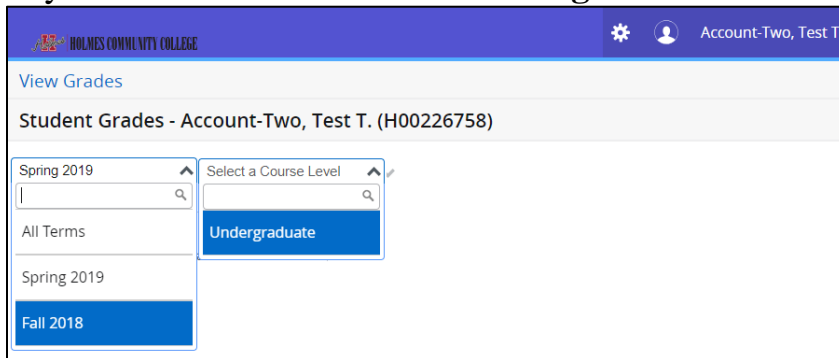 HOLMES COMMUNITY COLLEGE
Account-Two, Test T
View Grades
Student Grades - Account-Two, Test T. (H00226758)
Spring 2019
Select a Course Level
All Terms
Undergraduate
Spring 2019
Fall 2018